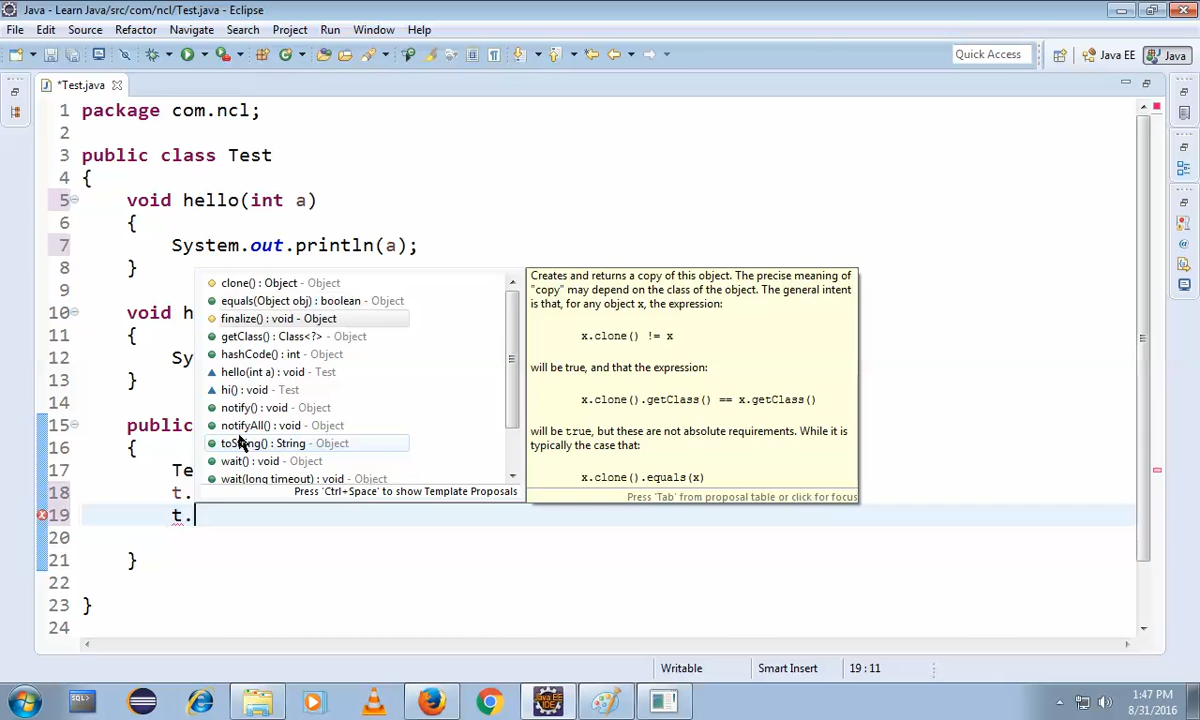 Java - Learn Java/src/com/ncl/Test.java - Eclipse
File Edit Source Refactor Navigate Search Project Run Window Help
Quick Access Java EE Java
*Test.java
1 package com.ncl;
2
3 public class Test
4 {
5 void hello(int a)
6 {
7 System.out.println(a);
8 }
9
10 void h
11 {
12 Sy
13 }
14
15 public
16 {
17 Te
18 t.
19 t.
20
21 }
22
23 }
24
clone() : Object - Object
equals(Object obj) : boolean - Object
finalize() : void - Object
getClass() : Class<?> - Object
hashCode() : int - Object
hello(int a) : void - Test
hi() : void - Test
notify() : void - Object
notifyAll() : void - Object
toString() : String - Object
wait() : void - Object
wait(long timeout) : void - Object
Press 'Ctrl+Space' to show Template Proposals
Creates and returns a copy of this object. The precise meaning of
"copy" may depend on the class of the object. The general intent
is that, for any object x, the expression:
x.clone() != x
will be true, and that the expression:
x.clone().getClass() == x.getClass()
will be true, but these are not absolute requirements. While it is
typically the case that:
x.clone().equals(x)
Press 'Tab' from proposal table or click for focus
Writable Smart Insert 19 : 11
SQL> Java EE IDE
1:47 PM
8/31/2016